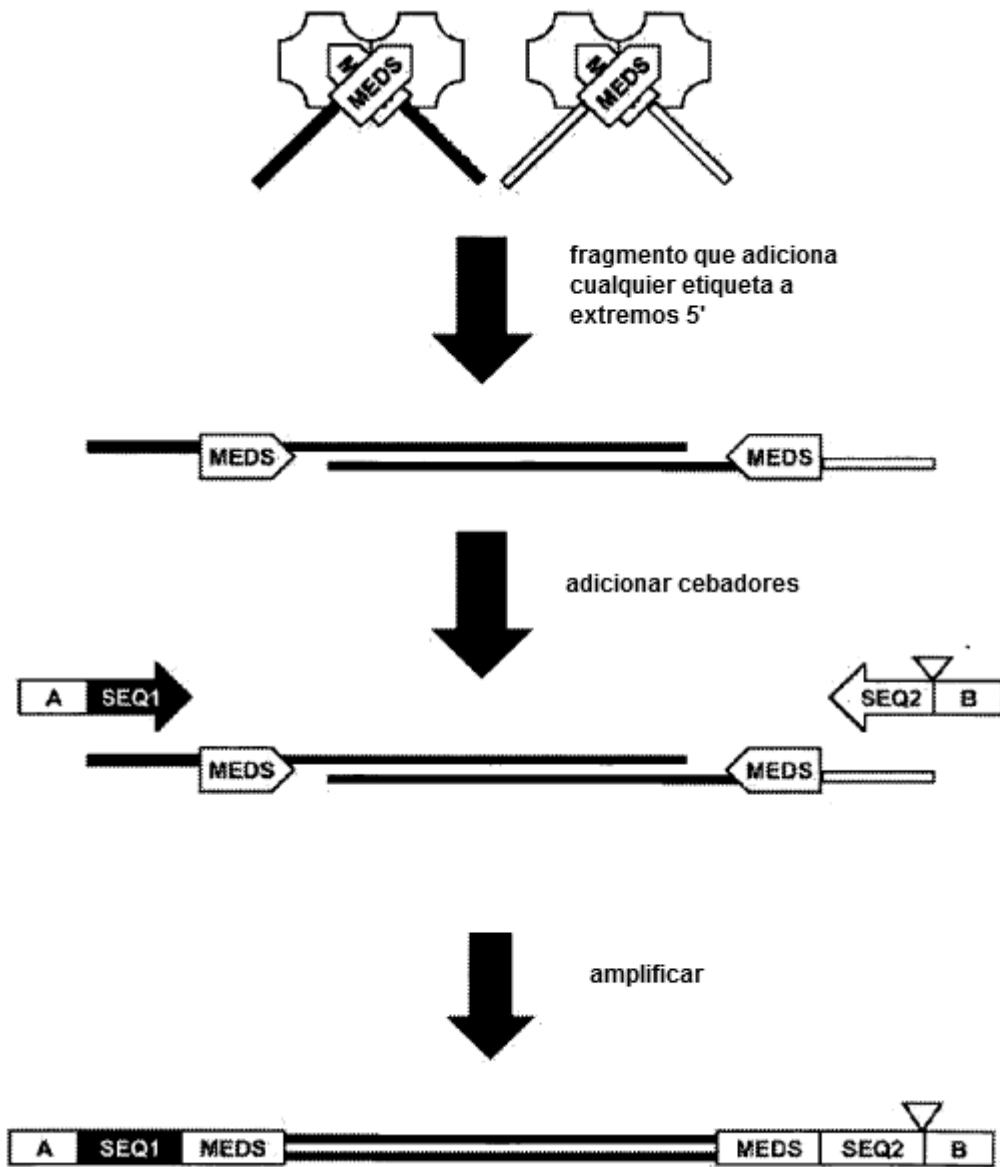 M MEDS M MEDS
fragmento que adiciona
cualquier etiqueta a
extremos 5'
MEDS MEDS
adicionar cebadores
A SEQ1 SEQ2 B
MEDS MEDS
amplificar
A SEQ1 MEDS MEDS SEQ2 B